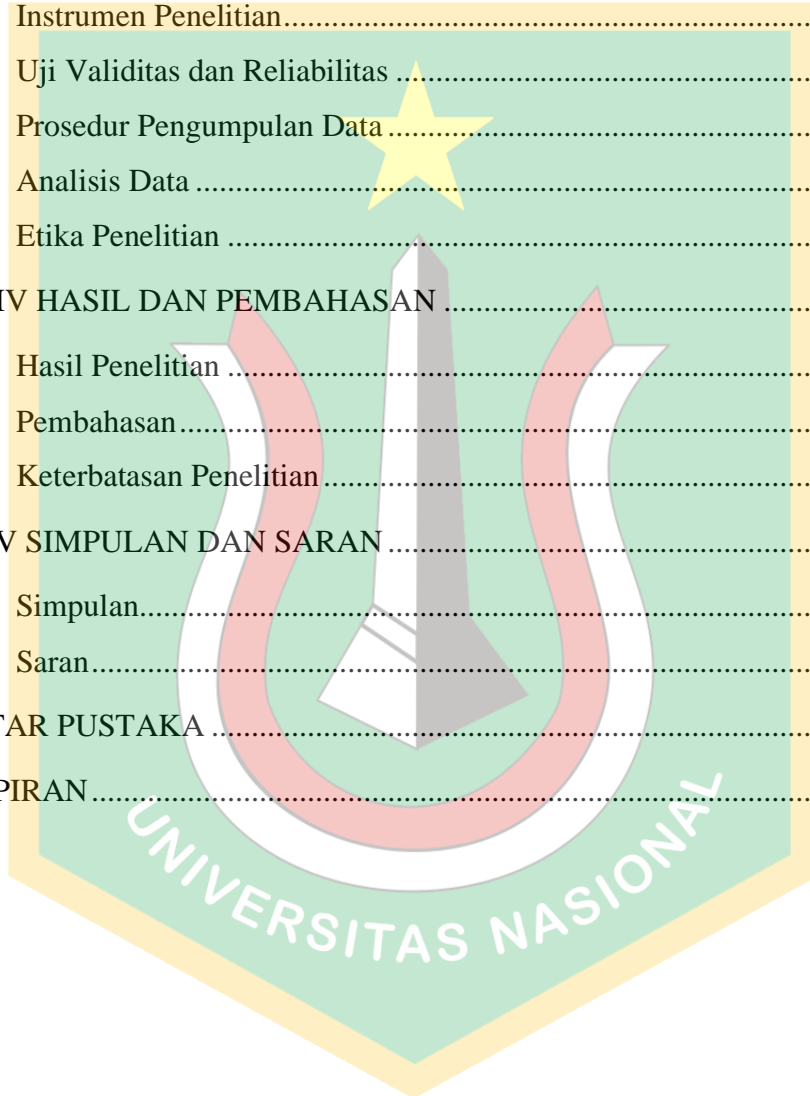 Instrumen Penelitian....................................................................................
Uji Validitas dan Reliabilitas ....................................................................
Prosedur Pengumpulan Data .....................................................................
Analisis Data ..............................................................................................
Etika Penelitian .........................................................................................
IV HASIL DAN PEMBAHASAN ...............................................................
Hasil Penelitian .........................................................................................
Pembahasan................................................................................................
Keterbatasan Penelitian ..............................................................................
V SIMPULAN DAN SARAN .......................................................................
Simpulan.....................................................................................................
Saran...........................................................................................................
TAR PUSTAKA .........................................................................................
PIRAN .........................................................................................................
UNIVERSITAS NASIONAL